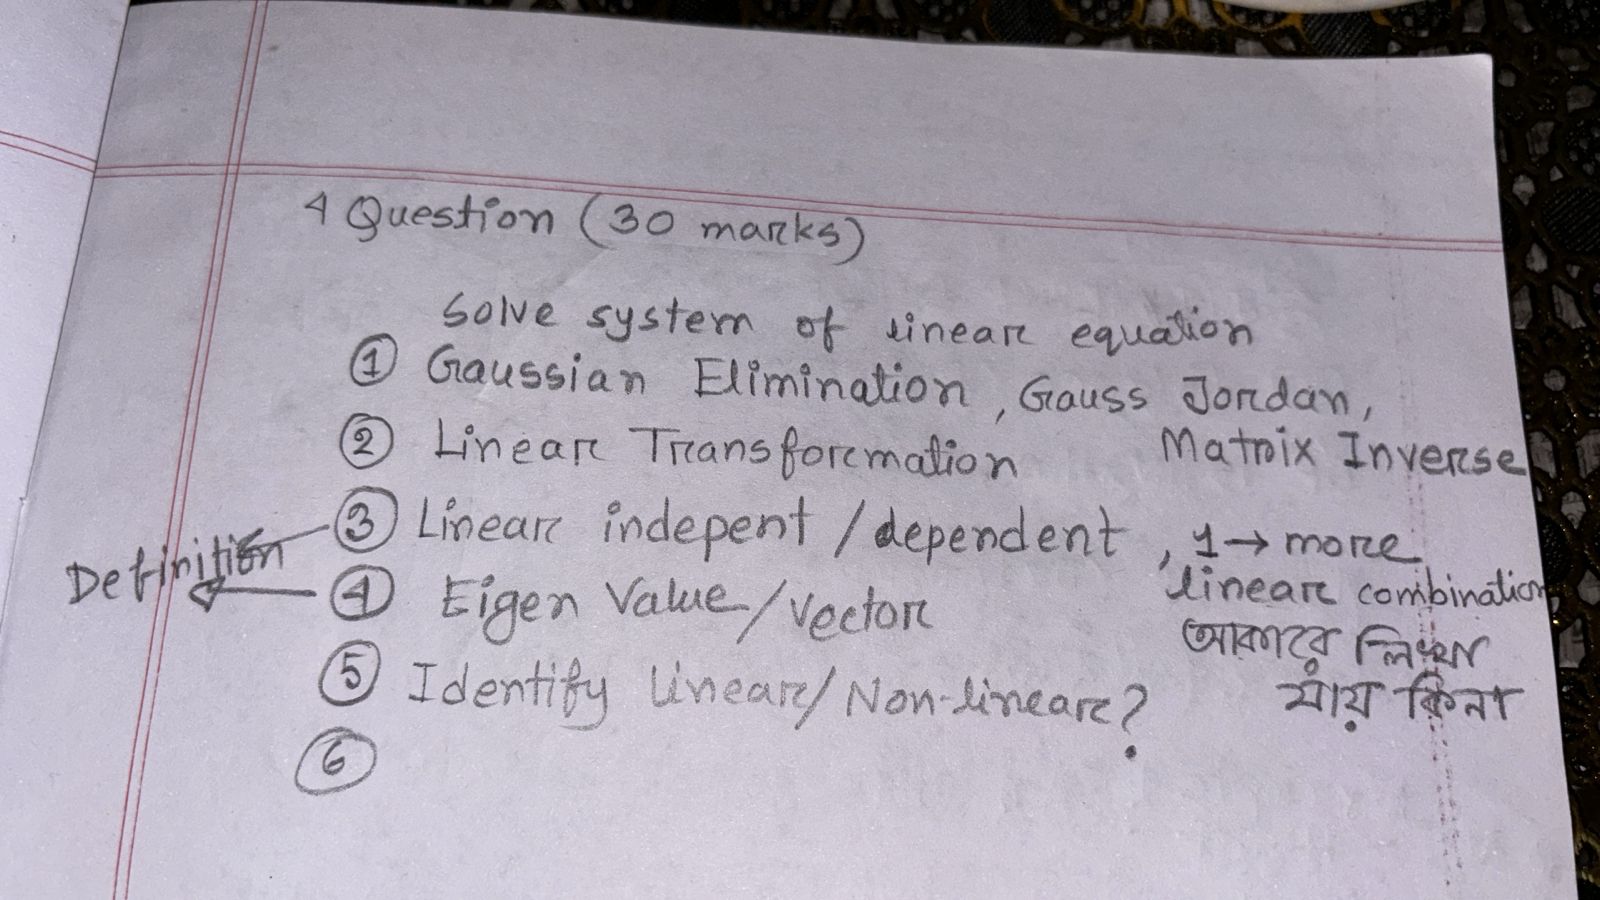 4 Question (30 marks)
Solve system of linear equation
① Gaussian Elimination, Gauss Jordan,
Matrix Inverse
② Linear Transformation
③ Linear indepent / dependent, 1 → more
linear combination
আকারে লিখা
যায় কিনা
Definition
④ Eigen Value / vector
⑤ Identify Linear / Non-linear?
⑥